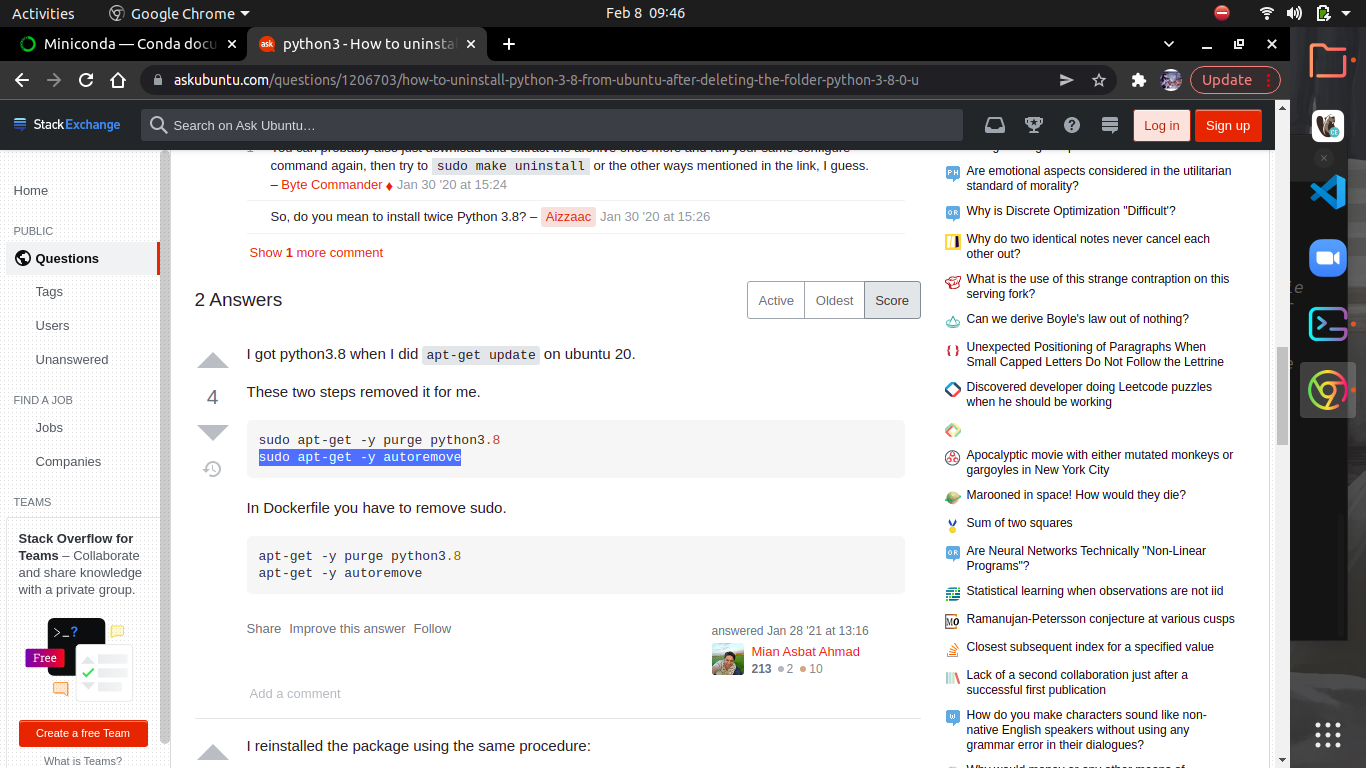 Activities
Google Chrome
Feb 8 09:46
Miniconda — Conda docu
python3 - How to uninstal
askubuntu.com/questions/1206703/how-to-uninstall-python-3-8-from-ubuntu-after-deleting-the-folder-python-3-8-0-u
Update
StackExchange
Search on Ask Ubuntu…
Log in
Sign up
Home
PUBLIC
Questions
Tags
Users
Unanswered
FIND A JOB
Jobs
Companies
TEAMS
Stack Overflow for
Teams – Collaborate
and share knowledge
with a private group.
>_?
Free
Create a free Team
What is Teams?
You can probably also just download and extract the archive once more and run your same configure
command again, then try to sudo make uninstall or the other ways mentioned in the link, I guess.
– Byte Commander ♦ Jan 30 '20 at 15:24
So, do you mean to install twice Python 3.8? – Aizzaac Jan 30 '20 at 15:26
Show 1 more comment
2 Answers
Active
Oldest
Score
I got python3.8 when I did apt-get update on ubuntu 20.
4
These two steps removed it for me.
sudo apt-get -y purge python3.8
sudo apt-get -y autoremove
In Dockerfile you have to remove sudo.
apt-get -y purge python3.8
apt-get -y autoremove
Share Improve this answer Follow
answered Jan 28 '21 at 13:16
Mian Asbat Ahmad
213 2 10
Add a comment
I reinstalled the package using the same procedure:
Are emotional aspects considered in the utilitarian
standard of morality?
Why is Discrete Optimization "Difficult'?
Why do two identical notes never cancel each
other out?
What is the use of this strange contraption on this
serving fork?
Can we derive Boyle's law out of nothing?
Unexpected Positioning of Paragraphs When
Small Capped Letters Do Not Follow the Lettrine
Discovered developer doing Leetcode puzzles
when he should be working
Apocalyptic movie with either mutated monkeys or
gargoyles in New York City
Marooned in space! How would they die?
Sum of two squares
Are Neural Networks Technically "Non-Linear
Programs"?
Statistical learning when observations are not iid
Ramanujan-Petersson conjecture at various cusps
Closest subsequent index for a specified value
Lack of a second collaboration just after a
successful first publication
How do you make characters sound like non-
native English speakers without using any
grammar error in their dialogues?